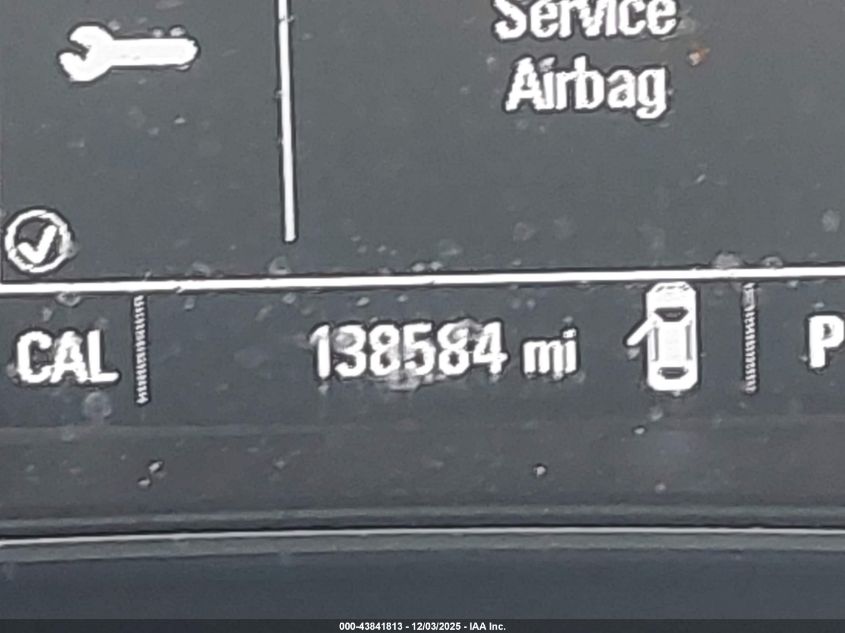 Service
Airbag
CAL
138584 mi
P
000-43841813 - 12/03/2025 - IAA Inc.